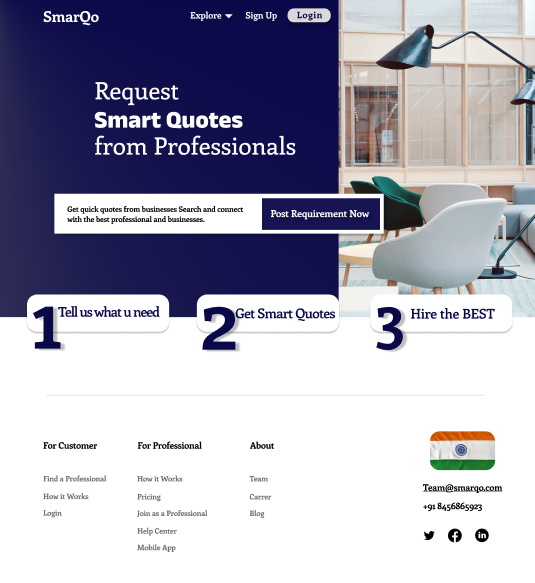 SmarQo
Explore
Sign Up
Login
Request
Smart Quotes
from Professionals
Get quick quotes from businesses Search and connect
with the best professional and businesses.
Post Requirement Now
1 Tell us what u need
2 Get Smart Quotes
3 Hire the BEST
For Customer
Find a Professional
How it Works
Login
For Professional
How it Works
Pricing
Join as a Professional
Help Center
Mobile App
About
Team
Carrer
Blog
Team@smarqo.com
+91 8456865923